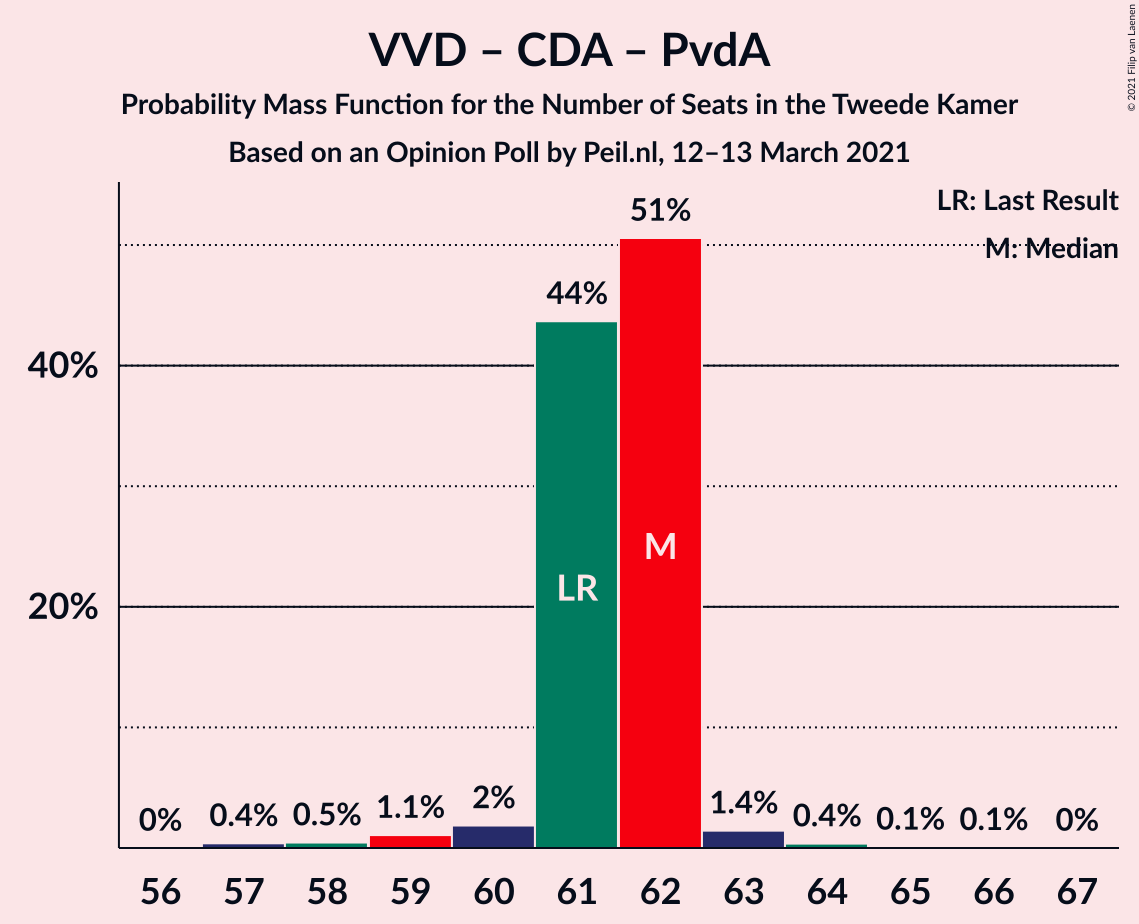 VVD – CDA – PvdA
Probability Mass Function for the Number of Seats in the Tweede Kamer
Based on an Opinion Poll by Peil.nl, 12–13 March 2021
© 2021 Filip van Laenen
LR: Last Result
M: Median
40%
20%
0%
0.4%
0.5%
1.1%
2%
44%
51%
1.4%
0.4%
0.1%
0.1%
0%
LR
M
56 57 58 59 60 61 62 63 64 65 66 67